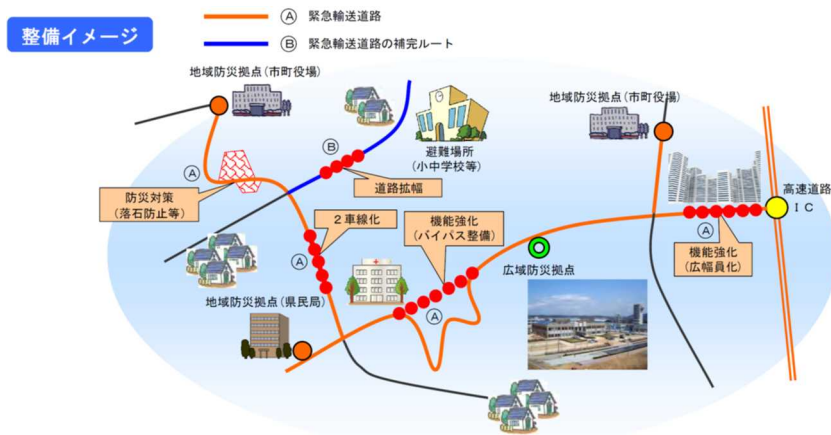 整備イメージ
Ⓐ 緊急輸送道路
Ⓑ 緊急輸送道路の補完ルート
地域防災拠点(市町役場)
地域防災拠点(市町役場)
Ⓑ
避難場所
(小中学校等)
Ⓐ
道路拡幅
高速道路
IC
防災対策
(落石防止等)
2車線化
機能強化
(バイパス整備)
Ⓐ
機能強化
(広幅員化)
Ⓐ
広域防災拠点
地域防災拠点(県民局)
Ⓐ